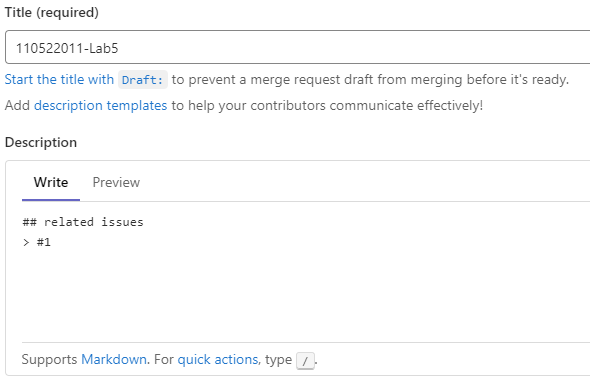 Title (required)
110522011-Lab5
Start the title with Draft: to prevent a merge request draft from merging before it's ready.
Add description templates to help your contributors communicate effectively!
Description
Write Preview
## related issues
> #1
Supports Markdown. For quick actions, type /.